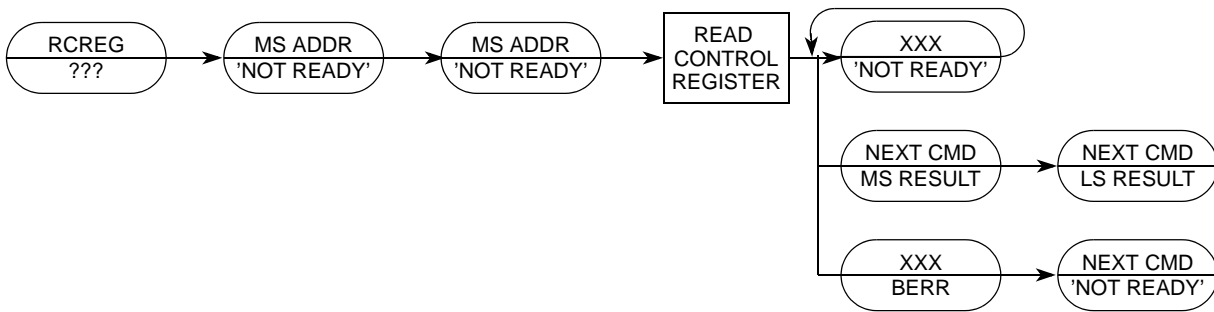 RCREG
???
MS ADDR
'NOT READY'
MS ADDR
'NOT READY'
READ
CONTROL
REGISTER
XXX
'NOT READY'
NEXT CMD
MS RESULT
NEXT CMD
LS RESULT
XXX
BERR
NEXT CMD
'NOT READY'